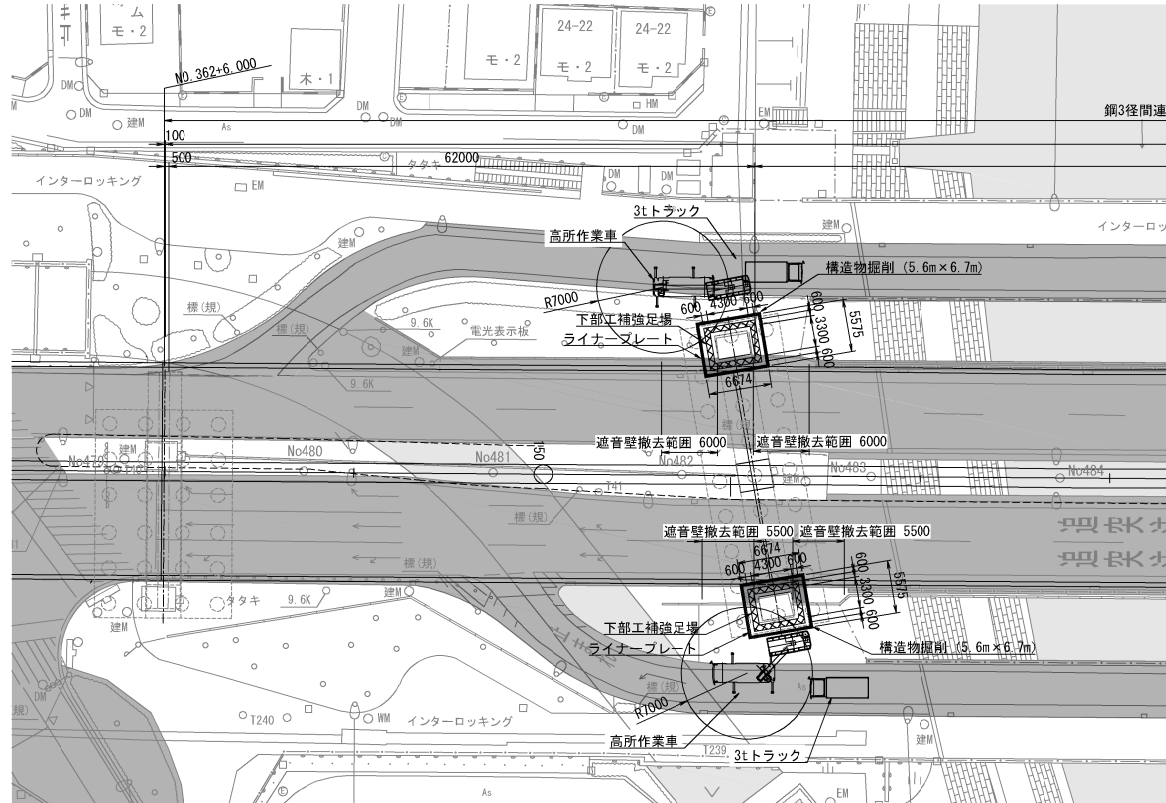 ム
モ・2
24-22
24-22
モ・2
モ・2
モ・2
木・1
NO.362+6.000
DM
DM
建M
As
DM
DM
HM
DM
EM
鋼3径間連
100
500
62000
タタキ
インターロッキング
EM
DM
DM
3tトラック
建M
建M
高所作業車
インターロッ
構造物掘削 (5.6m×6.7m)
R7000
600 4300 600
標(規)
標(規)
9.6K
電光表示板
下部工補強足場
ライナープレート
600
3300
600
5575
建M
9.6K
6674
遮音壁撤去範囲 6000
遮音壁撤去範囲 6000
建M
No479
No480
No481
No482
No483
No484
150
建M
T41
標(規)
遮音壁撤去範囲 5500
遮音壁撤去範囲 5500
6674
600 4300 600
標(規)
600
3300
600
5575
タタキ
9.6K
建M
建M
下部工補強足場
ライナープレート
構造物掘削 (5.6m×6.7m)
DM
標(規)
R7000
T240
WM
インターロッキング
高所作業車
T239
3tトラック
建M
As
EM